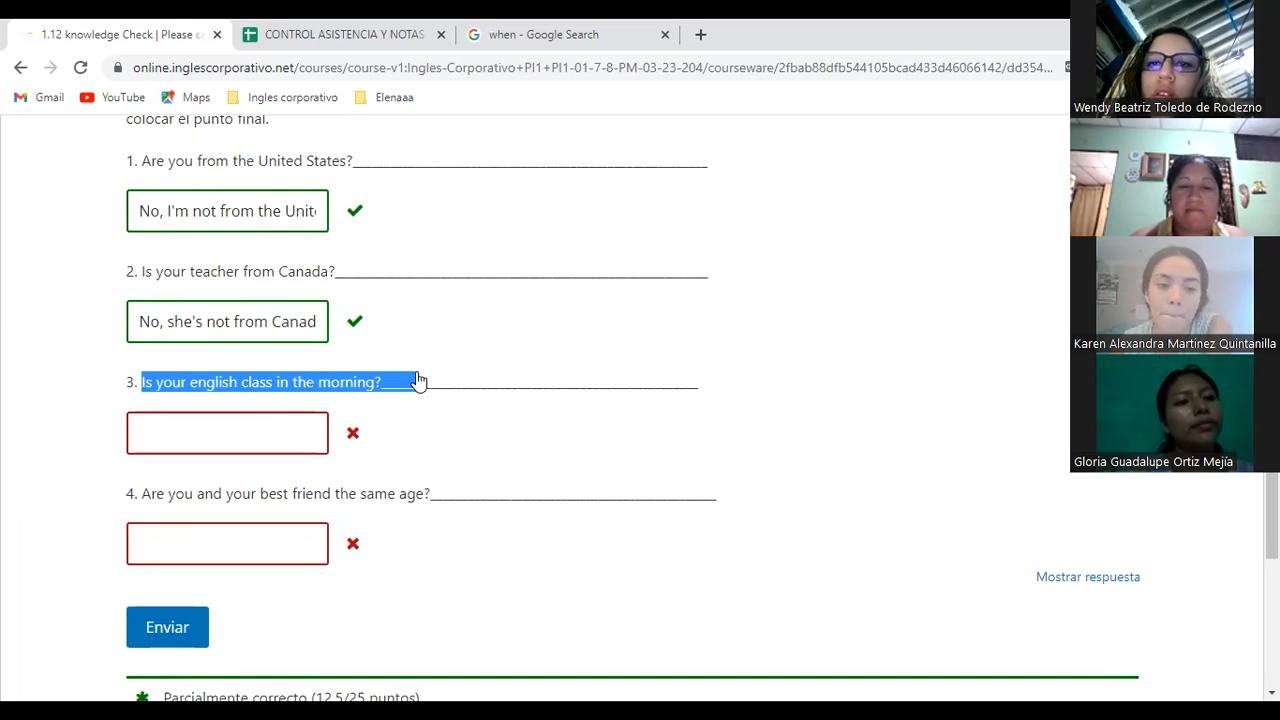 1.12 knowledge Check | Please ca
CONTROL ASISTENCIA Y NOTAS
when - Google Search
online.inglescorporativo.net/courses/course-v1:Ingles-Corporativo+PI1+PI1-01-7-8-PM-03-23-204/courseware/2fbab88dfb544105bcad433d46066142/dd354...
Gmail
YouTube
Maps
Ingles corporativo
Elenaaa
colocar el punto final.
1. Are you from the United States?
No, I'm not from the Unit
2. Is your teacher from Canada?
No, she's not from Canad
3. Is your english class in the morning?
4. Are you and your best friend the same age?
Mostrar respuesta
Enviar
Parcialmente correcto (12.5/25 puntos)
Wendy Beatriz Toledo de Rodezno
Karen Alexandra Martinez Quintanilla
Gloria Guadalupe Ortiz Mejía